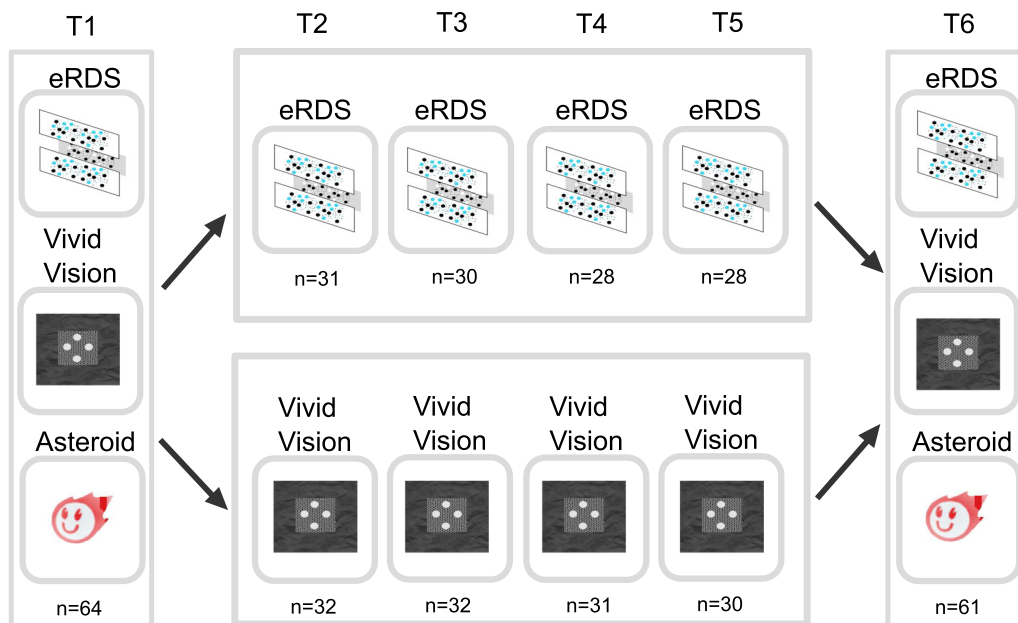 T1
T2
T3
T4
T5
T6
eRDS
Vivid
Vision
Asteroid
n=64
eRDS
eRDS
eRDS
eRDS
n=31
n=30
n=28
n=28
Vivid
Vision
Vivid
Vision
Vivid
Vision
Vivid
Vision
n=32
n=32
n=31
n=30
eRDS
Vivid
Vision
Asteroid
n=61